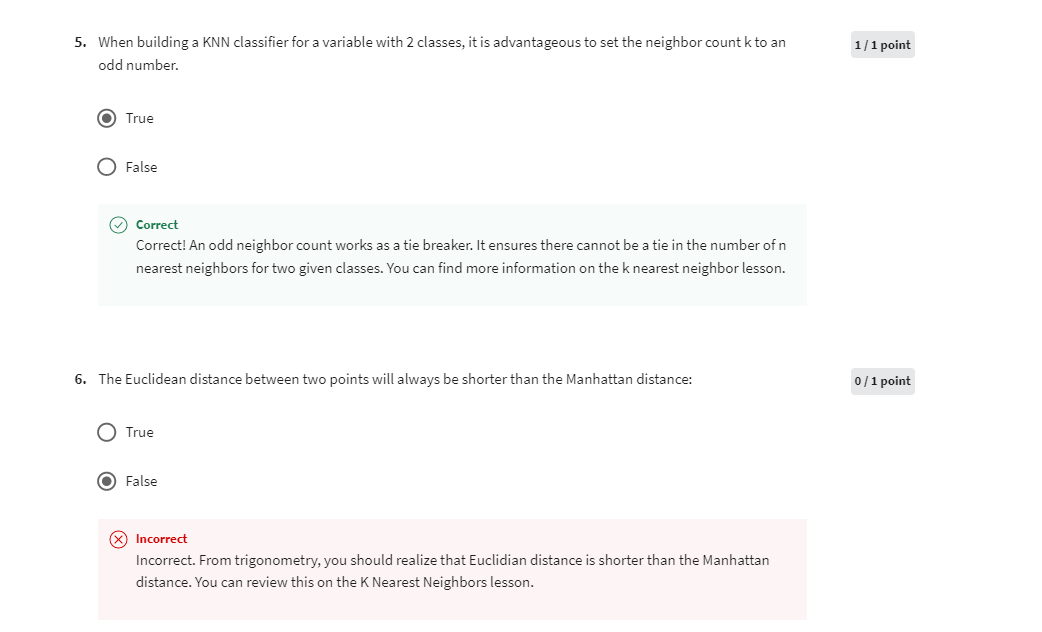 5. When building a KNN classifier for a variable with 2 classes, it is advantageous to set the neighbor count k to an
odd number.
1 / 1 point
True
False
Correct
Correct! An odd neighbor count works as a tie breaker. It ensures there cannot be a tie in the number of n
nearest neighbors for two given classes. You can find more information on the k nearest neighbor lesson.
6. The Euclidean distance between two points will always be shorter than the Manhattan distance:
0 / 1 point
True
False
Incorrect
Incorrect. From trigonometry, you should realize that Euclidian distance is shorter than the Manhattan
distance. You can review this on the K Nearest Neighbors lesson.